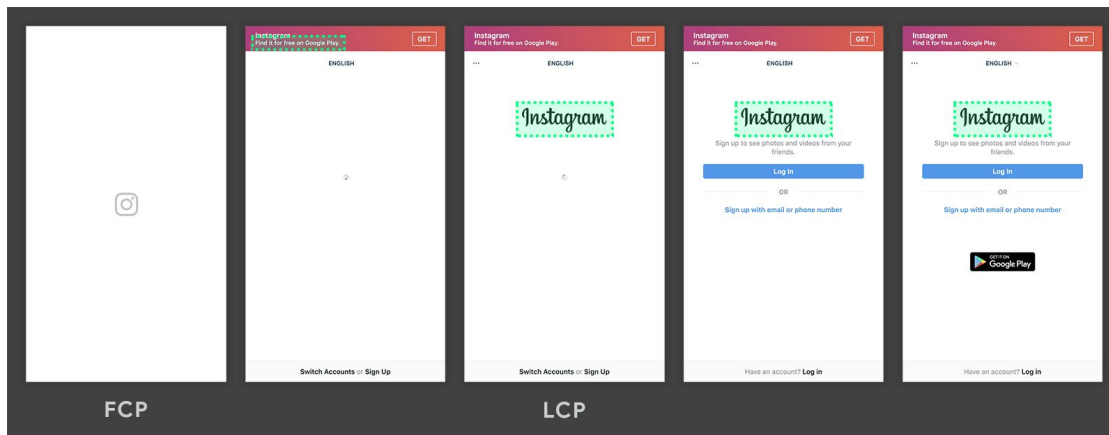 Instagram
Find it for free on Google Play.
GET
ENGLISH
Switch Accounts or Sign Up
Instagram
Find it for free on Google Play.
GET
...
ENGLISH
Instagram
Switch Accounts or Sign Up
Instagram
Find it for free on Google Play.
GET
...
ENGLISH
Instagram
Sign up to see photos and videos from your
friends.
Log in
OR
Sign up with email or phone number
Have an account? Log in
Instagram
Find it for free on Google Play.
GET
...
ENGLISH
Instagram
Sign up to see photos and videos from your
friends.
Log in
OR
Sign up with email or phone number
GET IT ON
Google Play
Have an account? Log in
FCP
LCP